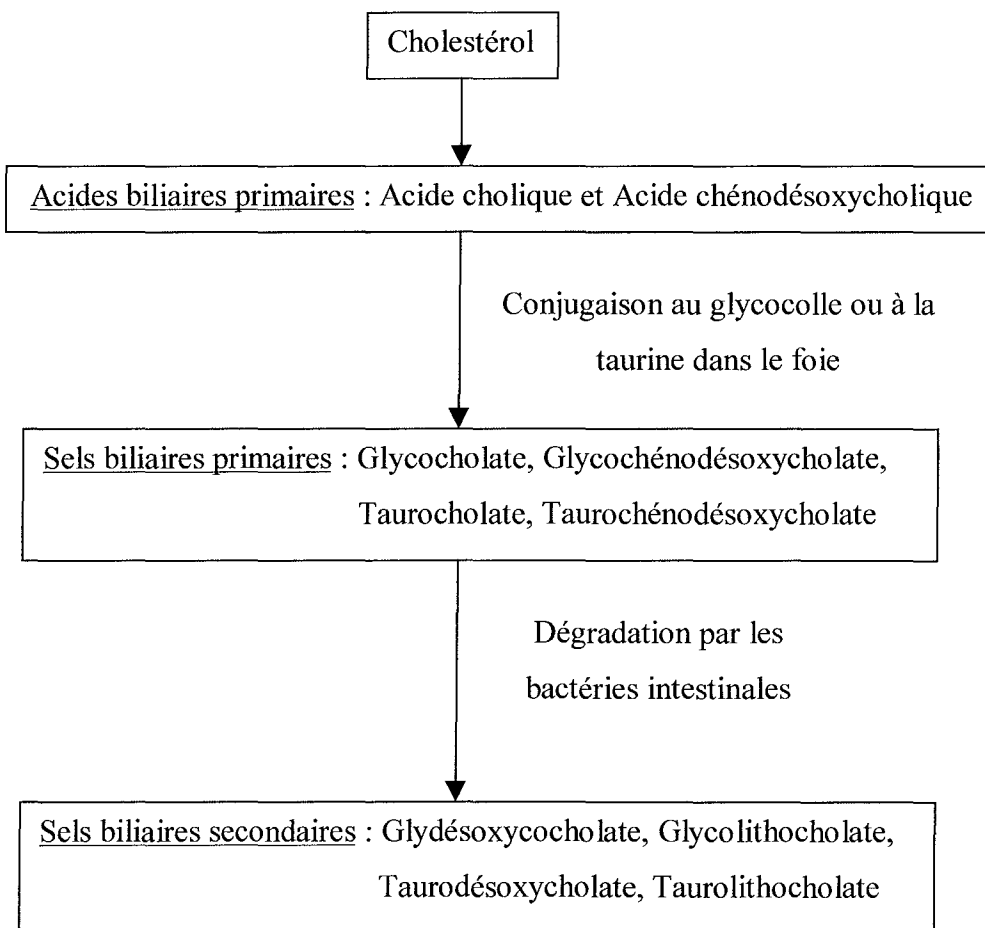 Cholestérol
Acides biliaires primaires : Acide cholique et Acide chénodésoxycholique
Conjugaison au glycocolle ou à la
taurine dans le foie
Sels biliaires primaires : Glycocholate, Glycochénodésoxycholate,
Taurocholate, Taurochénodésoxycholate
Dégradation par les
bactéries intestinales
Sels biliaires secondaires : Glydésoxycocholate, Glycolithocholate,
Taurodésoxycholate, Taurolithocholate